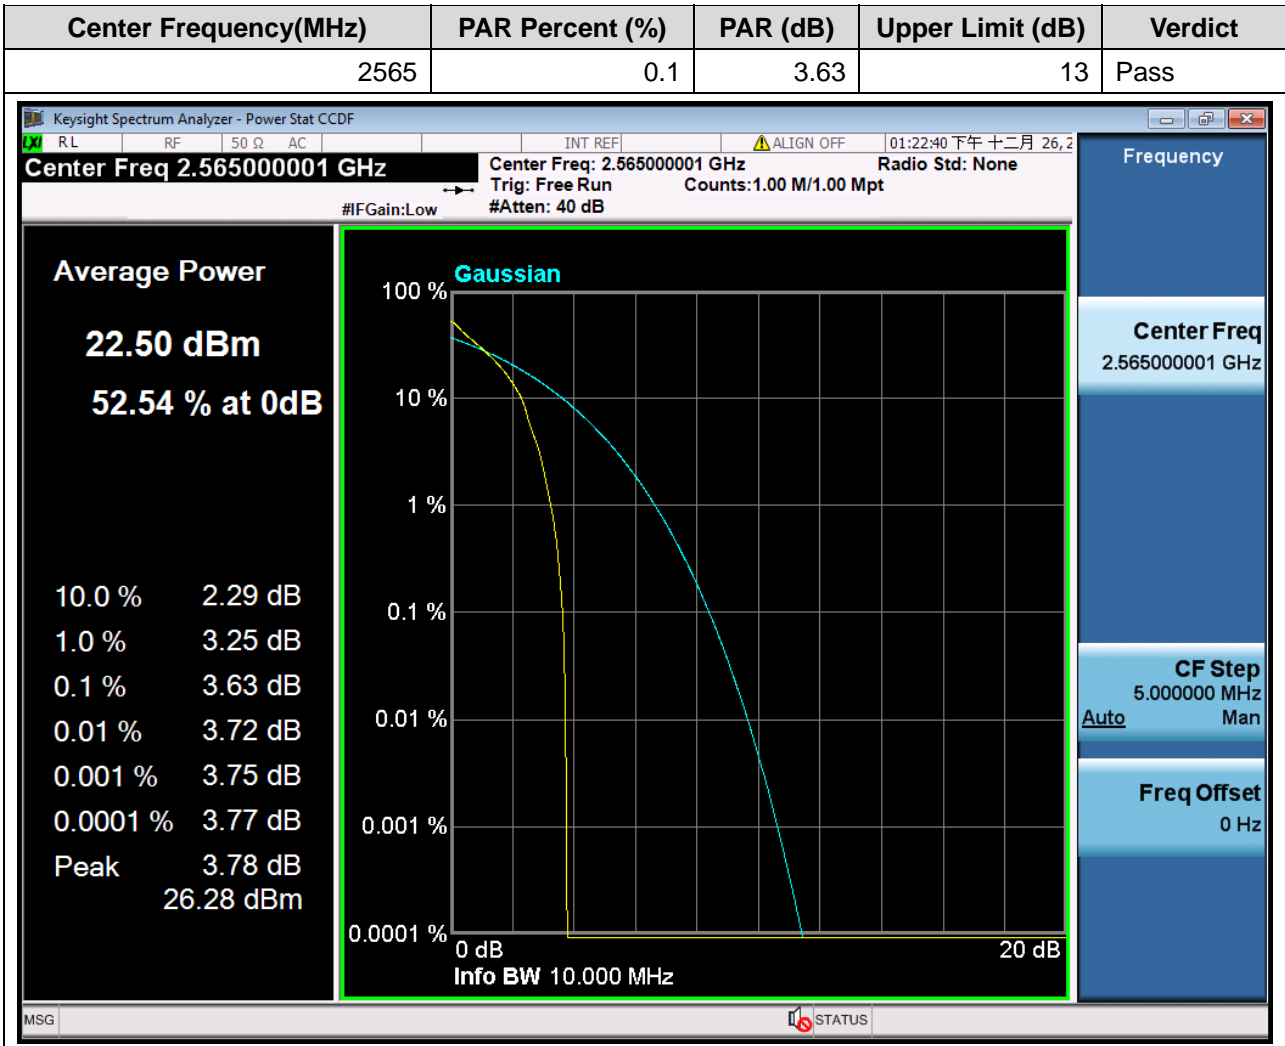 Center Frequency(MHz) PAR Percent (%) PAR (dB) Upper Limit (dB) Verdict
2565 0.1 3.63 13 Pass
Keysight Spectrum Analyzer - Power Stat CCDF
LXI RL RF 50 Ω AC INT REF ALIGN OFF 01:22:40 下午 十二月 26, 2
Center Freq 2.565000001 GHz
Center Freq: 2.565000001 GHz Radio Std: None
Trig: Free Run Counts:1.00 M/1.00 Mpt
#IFGain:Low #Atten: 40 dB
Frequency
Average Power
22.50 dBm
52.54 % at 0dB
10.0 % 2.29 dB
1.0 % 3.25 dB
0.1 % 3.63 dB
0.01 % 3.72 dB
0.001 % 3.75 dB
0.0001 % 3.77 dB
Peak 3.78 dB
26.28 dBm
Gaussian
100 %
10 %
1 %
0.1 %
0.01 %
0.001 %
0.0001 %
0 dB 20 dB
Info BW 10.000 MHz
Center Freq
2.565000001 GHz
CF Step
5.000000 MHz
Auto Man
Freq Offset
0 Hz
MSG STATUS